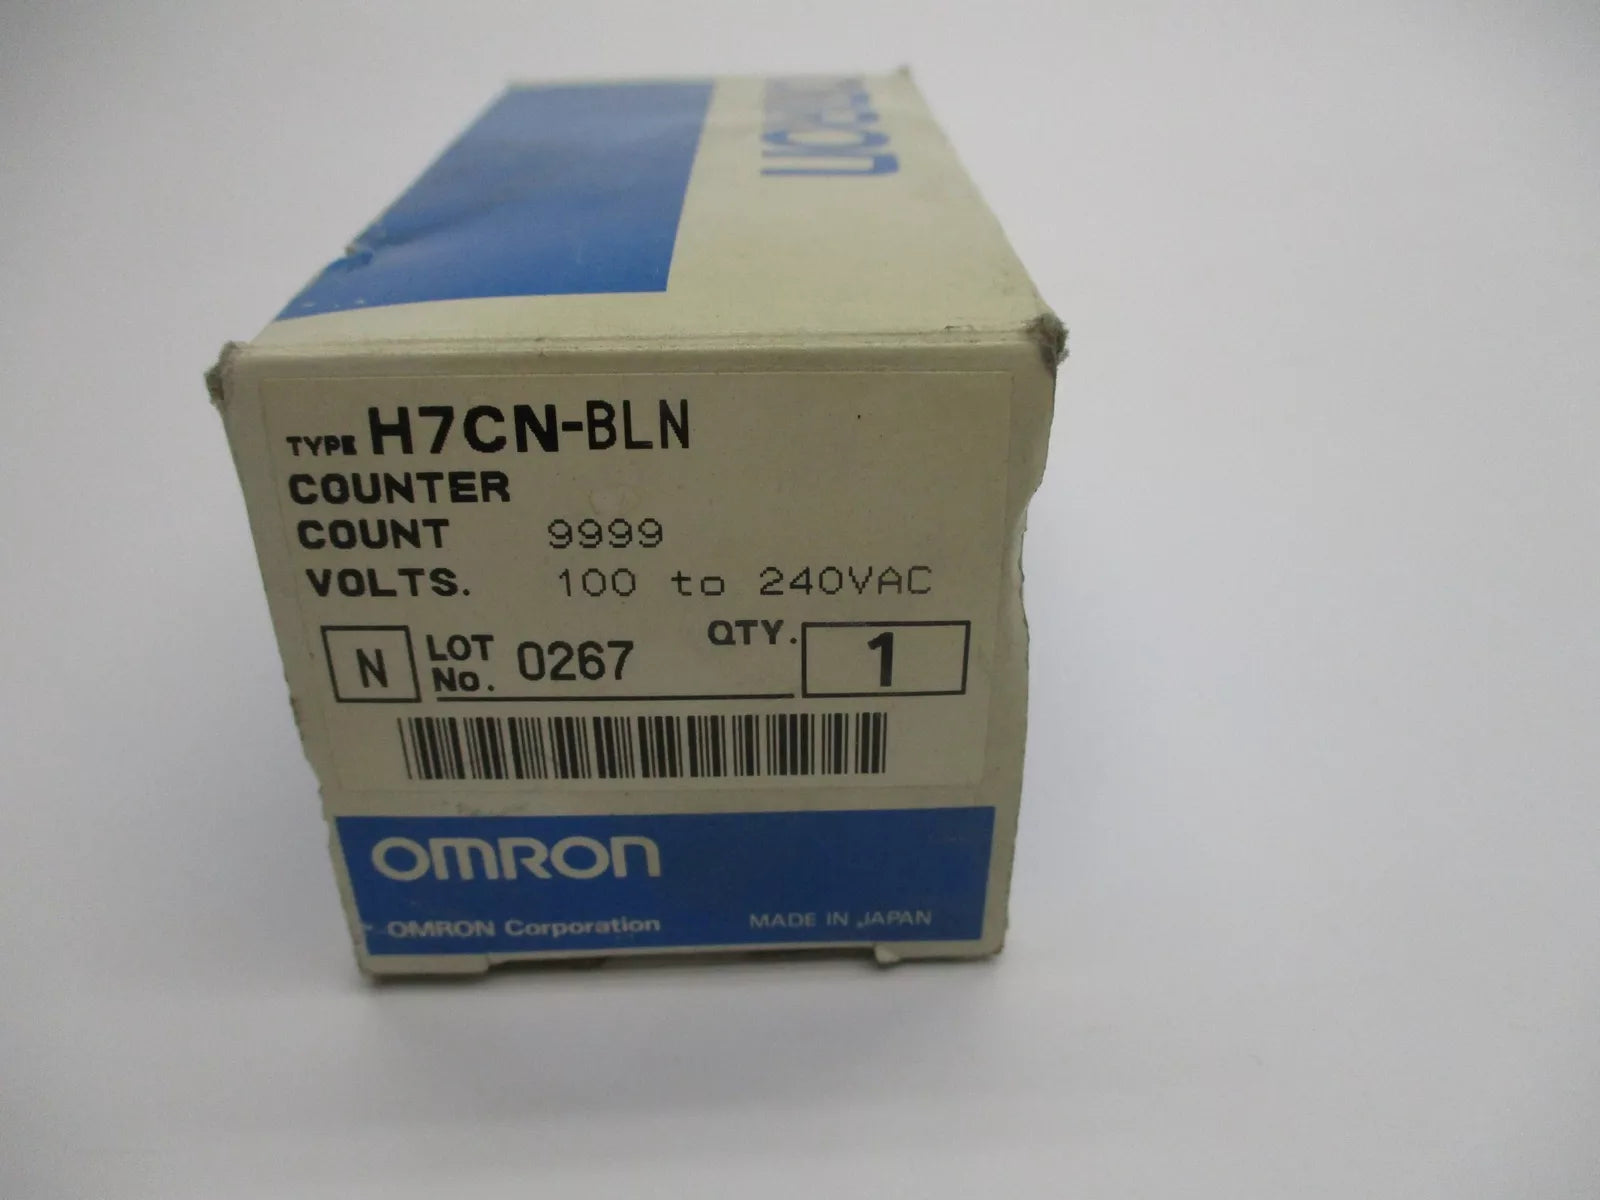 OMRON
TYPE H7CN-BLN
COUNTER
COUNT 9999
VOLTS. 100 to 240VAC
N LOT No. 0267 QTY. 1
OMRON
OMRON Corporation MADE IN JAPAN